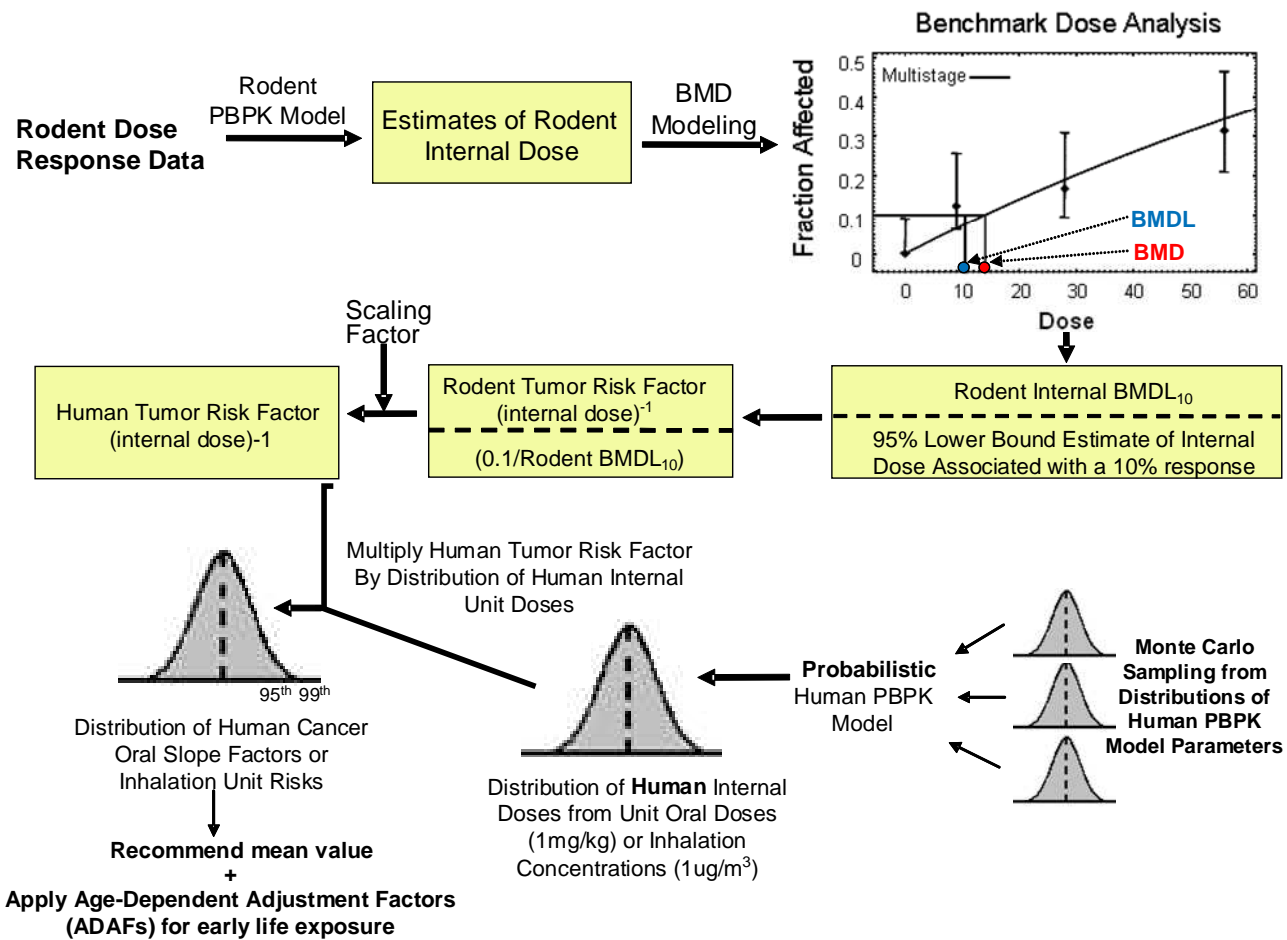 Benchmark Dose Analysis
Rodent
PBPK Model
Rodent Dose
Response Data
Estimates of Rodent
Internal Dose
BMD
Modeling
Fraction Affected
0.5
0.4
0.3
0.2
0.1
0
Multistage
BMDL
BMD
0 10 20 30 40 50 60
Dose
Scaling
Factor
Human Tumor Risk Factor
(internal dose)-1
Rodent Tumor Risk Factor
(internal dose)-1
(0.1/Rodent BMDL10)
Rodent Internal BMDL10
95% Lower Bound Estimate of Internal
Dose Associated with a 10% response
Multiply Human Tumor Risk Factor
By Distribution of Human Internal
Unit Doses
95th 99th
Distribution of Human Cancer
Oral Slope Factors or
Inhalation Unit Risks
Recommend mean value
+
Apply Age-Dependent Adjustment Factors
(ADAFs) for early life exposure
Distribution of Human Internal
Doses from Unit Oral Doses
(1mg/kg) or Inhalation
Concentrations (1ug/m3)
Probabilistic
Human PBPK
Model
Monte Carlo
Sampling from
Distributions of
Human PBPK
Model Parameters